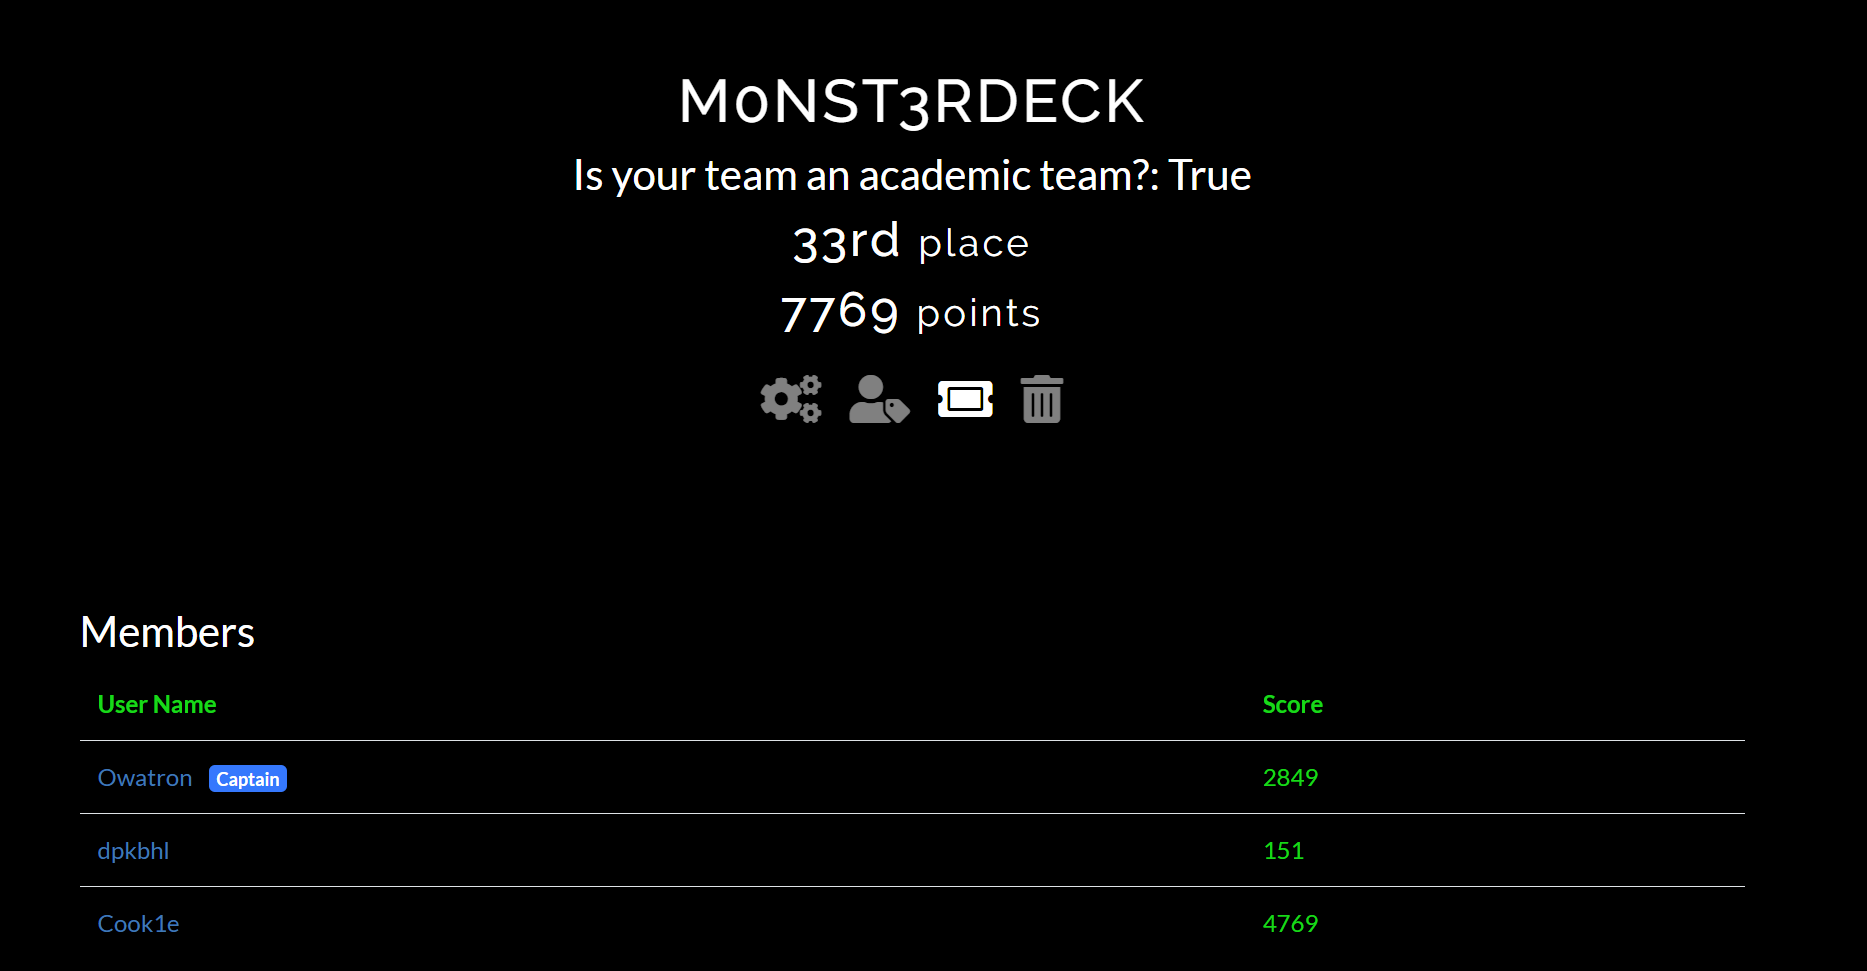 M0NST3RDECK
Is your team an academic team?: True
33rd place
7769 points
Members
User Name Score
Owatron Captain 2849
dpkbhl 151
Cook1e 4769